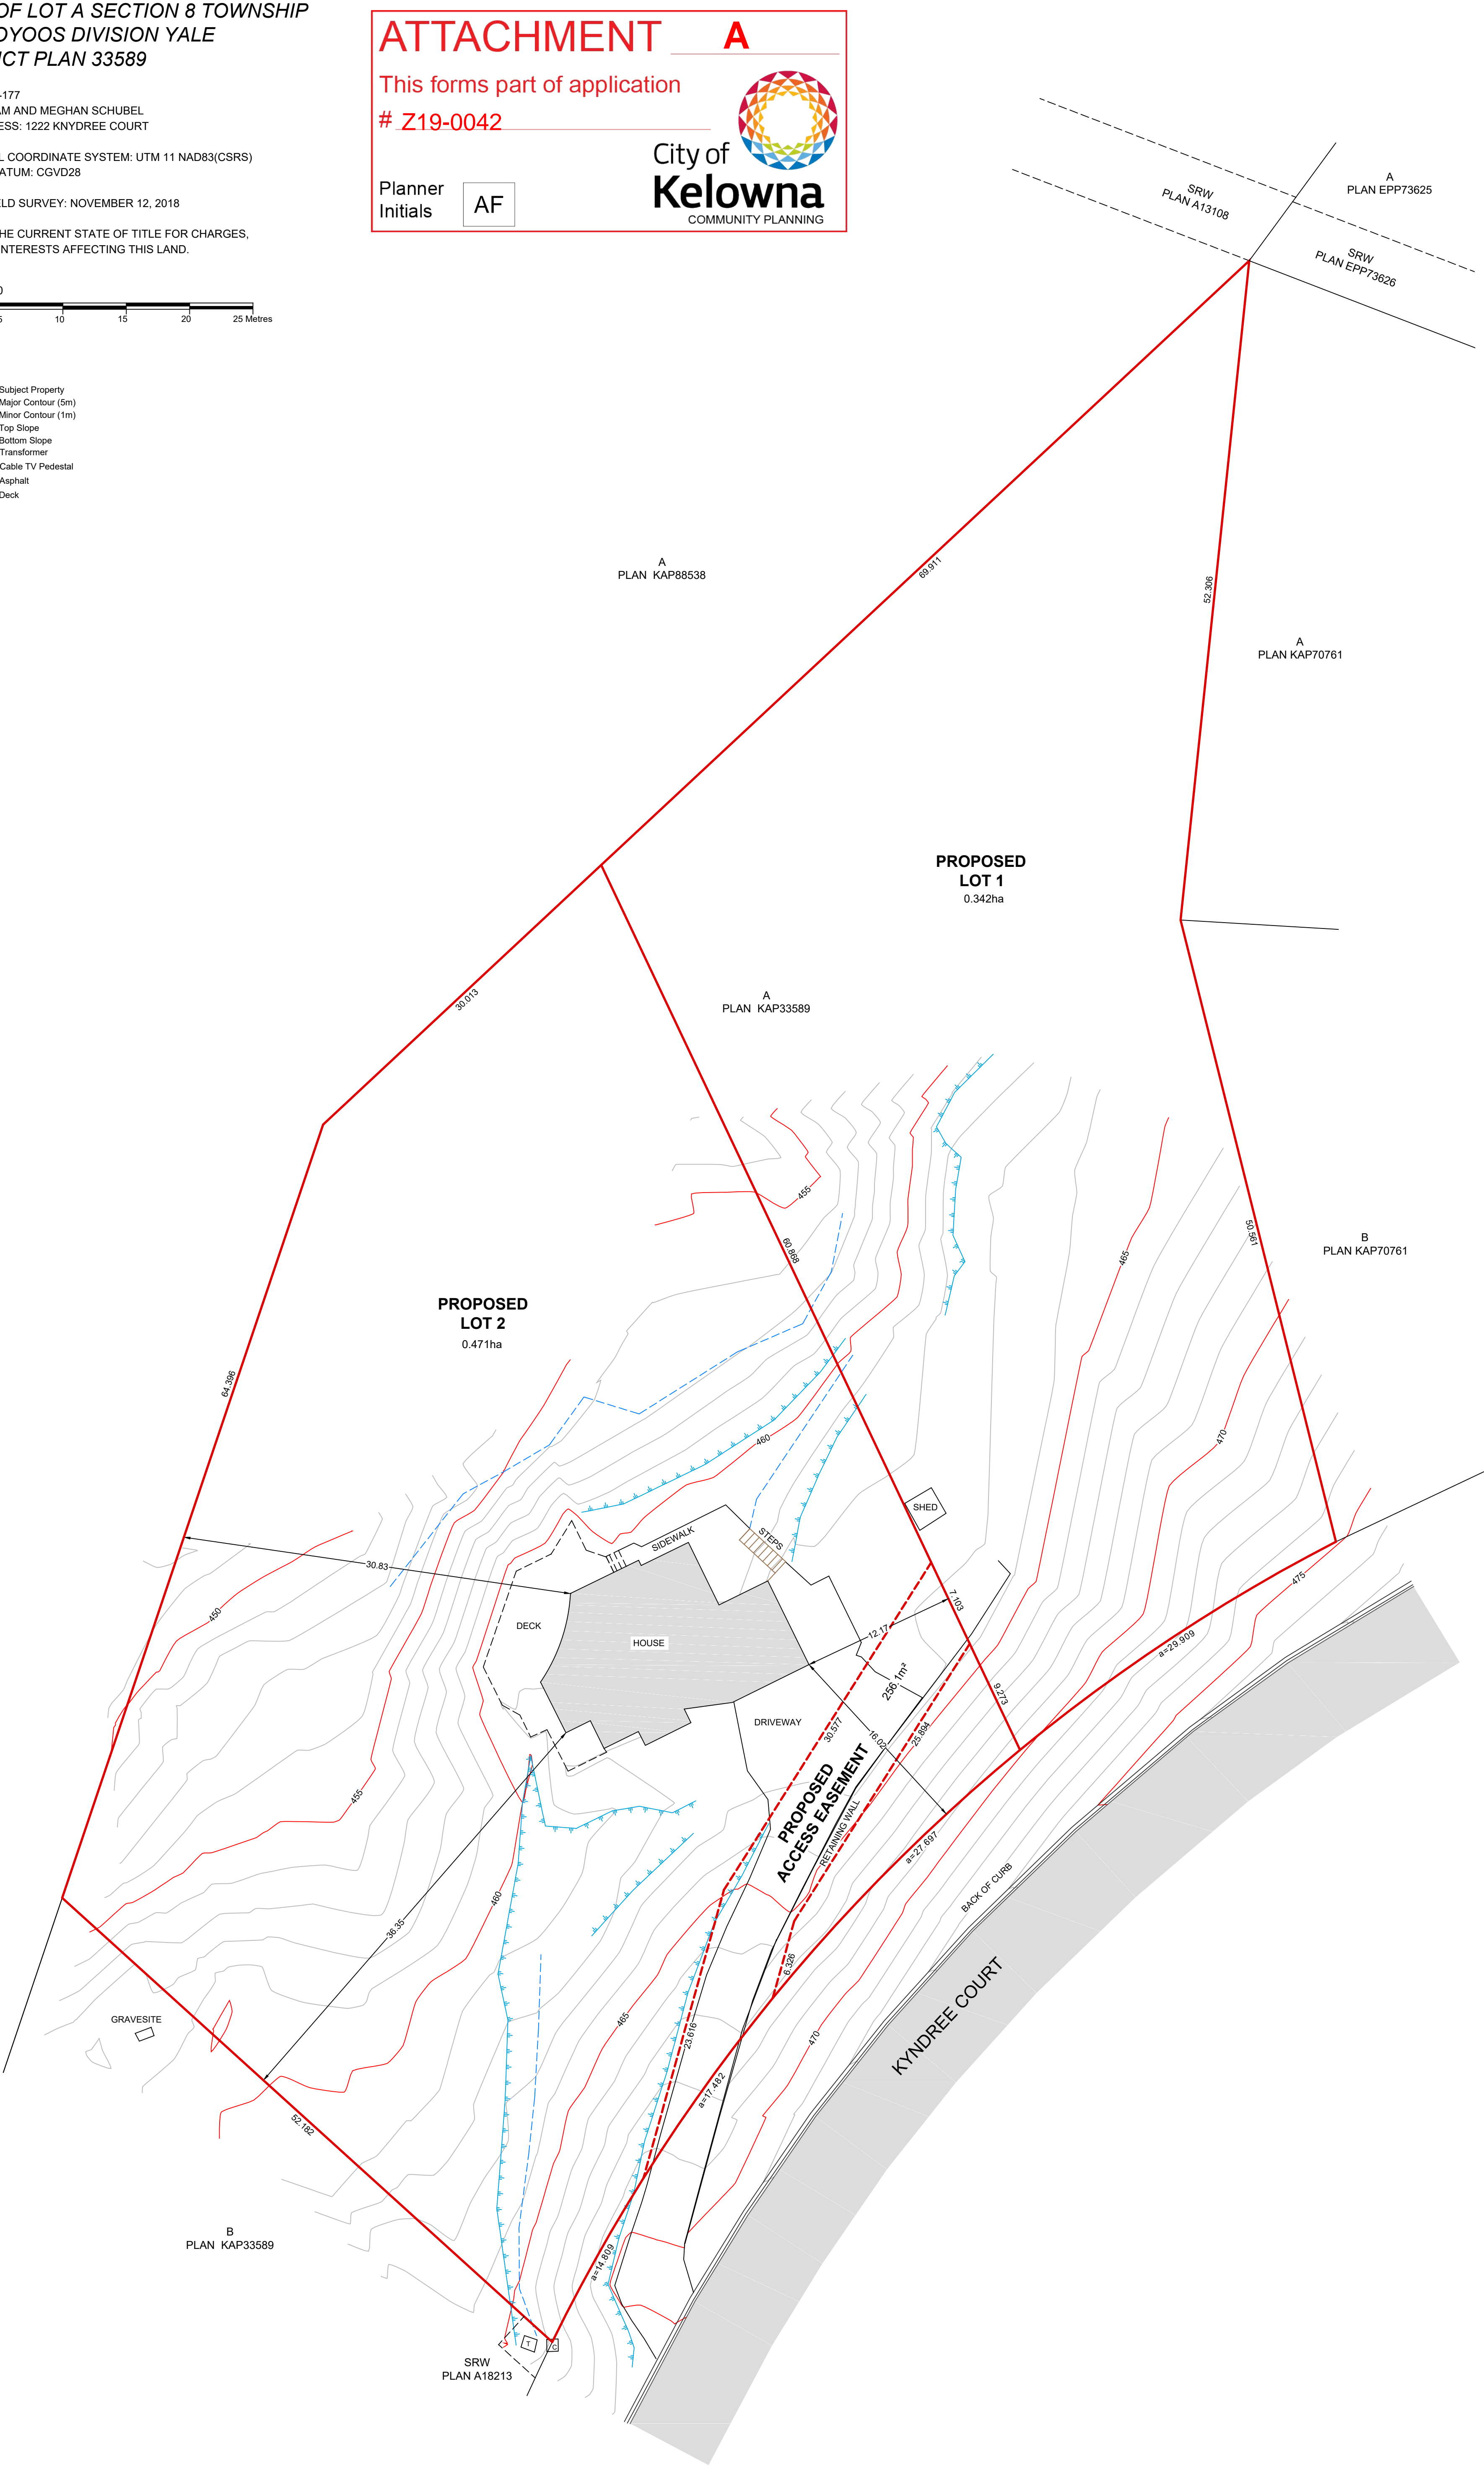 OF LOT A SECTION 8 TOWNSHIP
OYOOS DIVISION YALE
ICT PLAN 33589
-177
AM AND MEGHAN SCHUBEL
ESS: 1222 KNYDREE COURT
L COORDINATE SYSTEM: UTM 11 NAD83(CSRS)
ATUM: CGVD28
ELD SURVEY: NOVEMBER 12, 2018
HE CURRENT STATE OF TITLE FOR CHARGES,
INTERESTS AFFECTING THIS LAND.
0
5 10 15 20 25 Metres
Subject Property
Major Contour (5m)
Minor Contour (1m)
Top Slope
Bottom Slope
Transformer
Cable TV Pedestal
Asphalt
Deck
ATTACHMENT A
This forms part of application
# Z19-0042
City of
Kelowna
COMMUNITY PLANNING
Planner
Initials
AF
SRW
PLAN A13108
A
PLAN EPP73625
SRW
PLAN EPP73626
A
PLAN KAP88538
69.911
52.306
A
PLAN KAP70761
PROPOSED
LOT 1
0.342ha
30.013
A
PLAN KAP33589
455
60.868
465
50.561
B
PLAN KAP70761
PROPOSED
LOT 2
0.471ha
64.396
460
470
SHED
STEPS
SIDEWALK
30.83
475
7.103
450
DECK
HOUSE
12.17
a=29.909
256.1m²
9.273
DRIVEWAY
30.577
16.02
25.894
PROPOSED
ACCESS EASEMENT
RETAINING WALL
455
a=27.697
BACK OF CURB
460
36.35
6.326
KYNDREE COURT
GRAVESITE
465
23.616
470
a=17.482
52.182
B
PLAN KAP33589
a=14.809
T
C
SRW
PLAN A18213